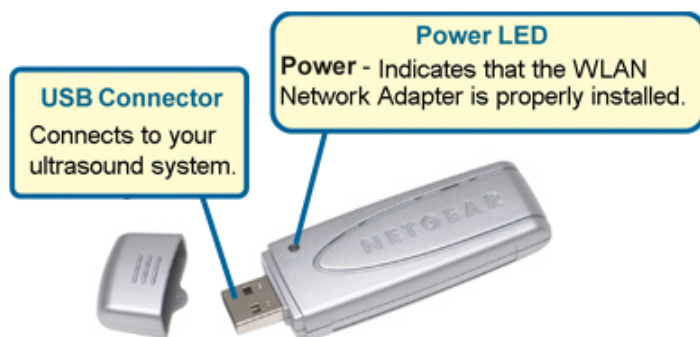 Power LED
Power - Indicates that the WLAN
Network Adapter is properly installed.
USB Connector
Connects to your
ultrasound system.
NETGEAR